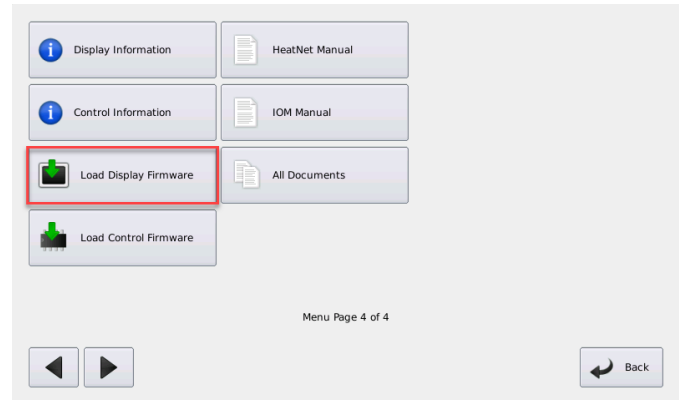 Display Information
HeatNet Manual
Control Information
IOM Manual
Load Display Firmware
All Documents
Load Control Firmware
Menu Page 4 of 4
Back